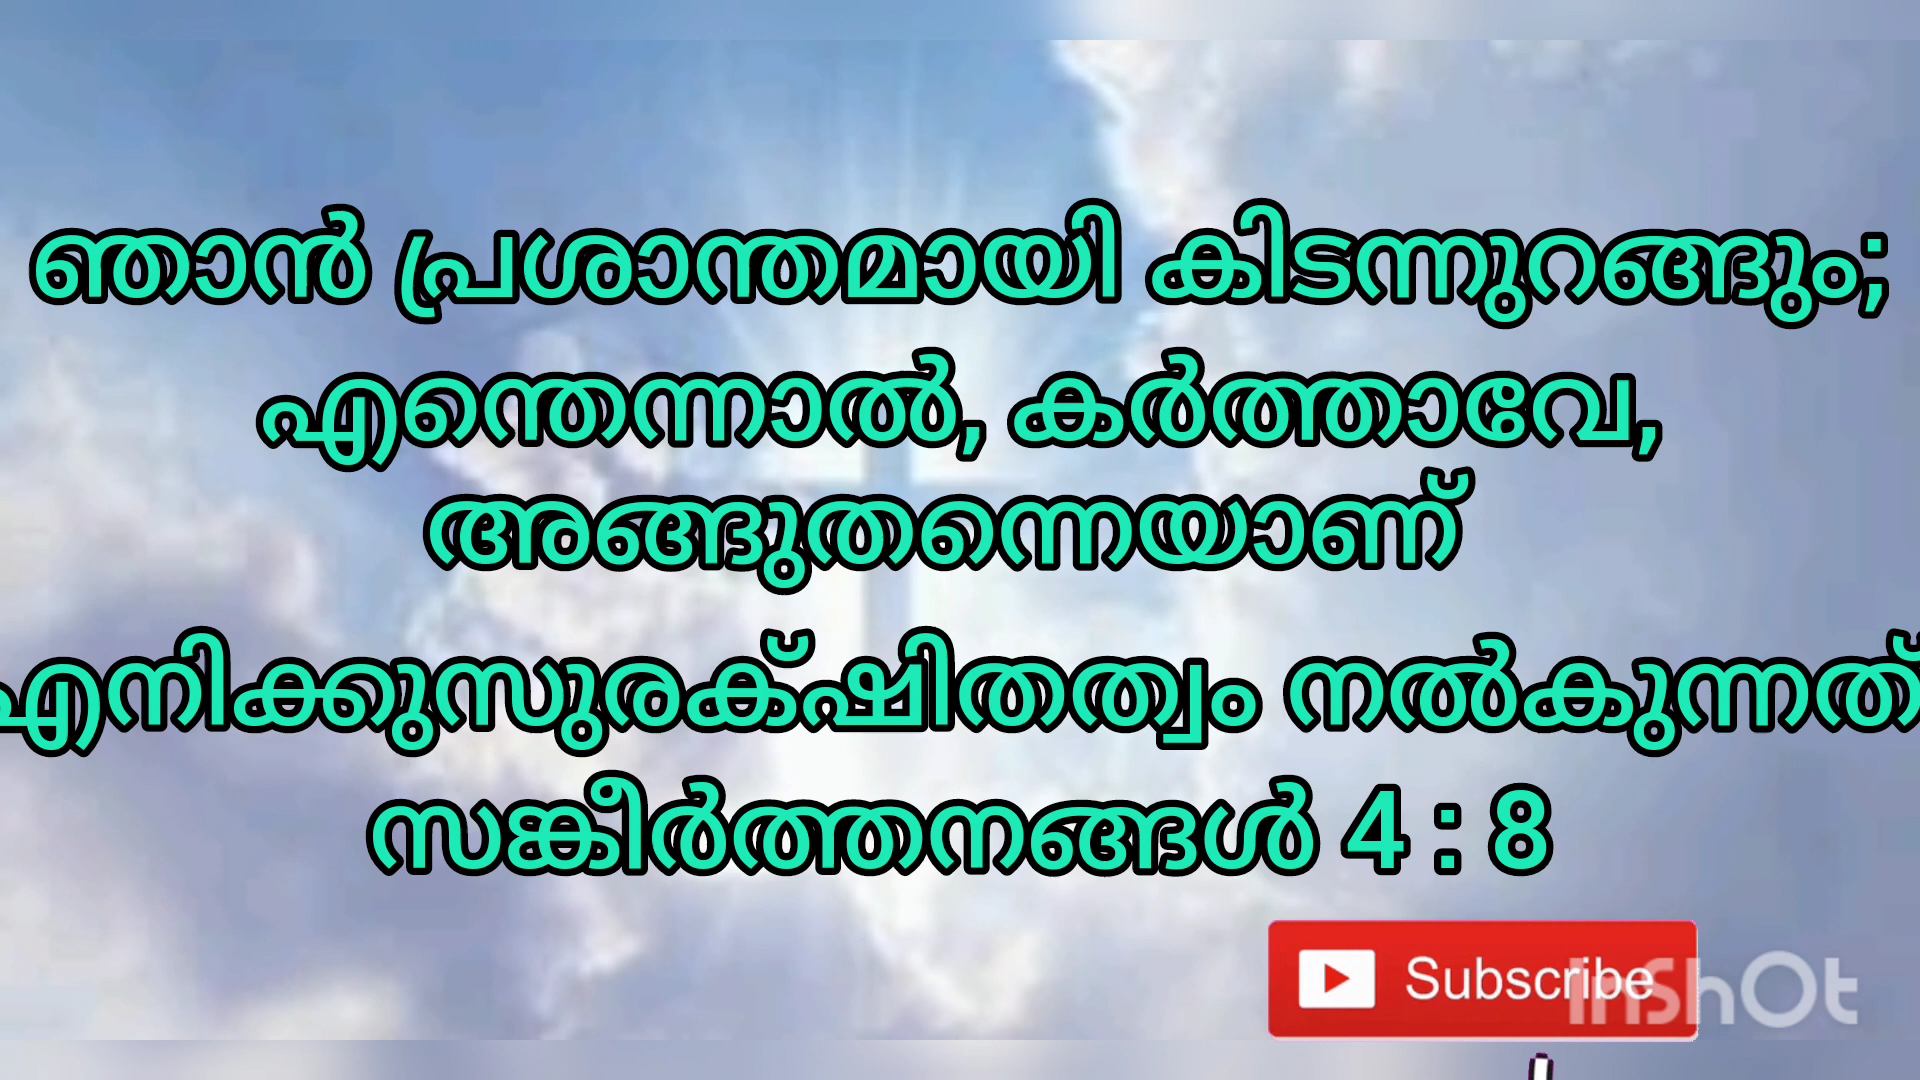 ഞാൻ പ്രശാന്തമായി കിടന്നുറങ്ങും;
എന്തെന്നാൽ, കർത്താവേ,
അങ്ങുതന്നെയാണ്
എനിക്കുസുരക്‌ഷിതത്വം നൽകുന്നത്
സങ്കീർത്തനങ്ങൾ 4 : 8
Subscribe
InShOt